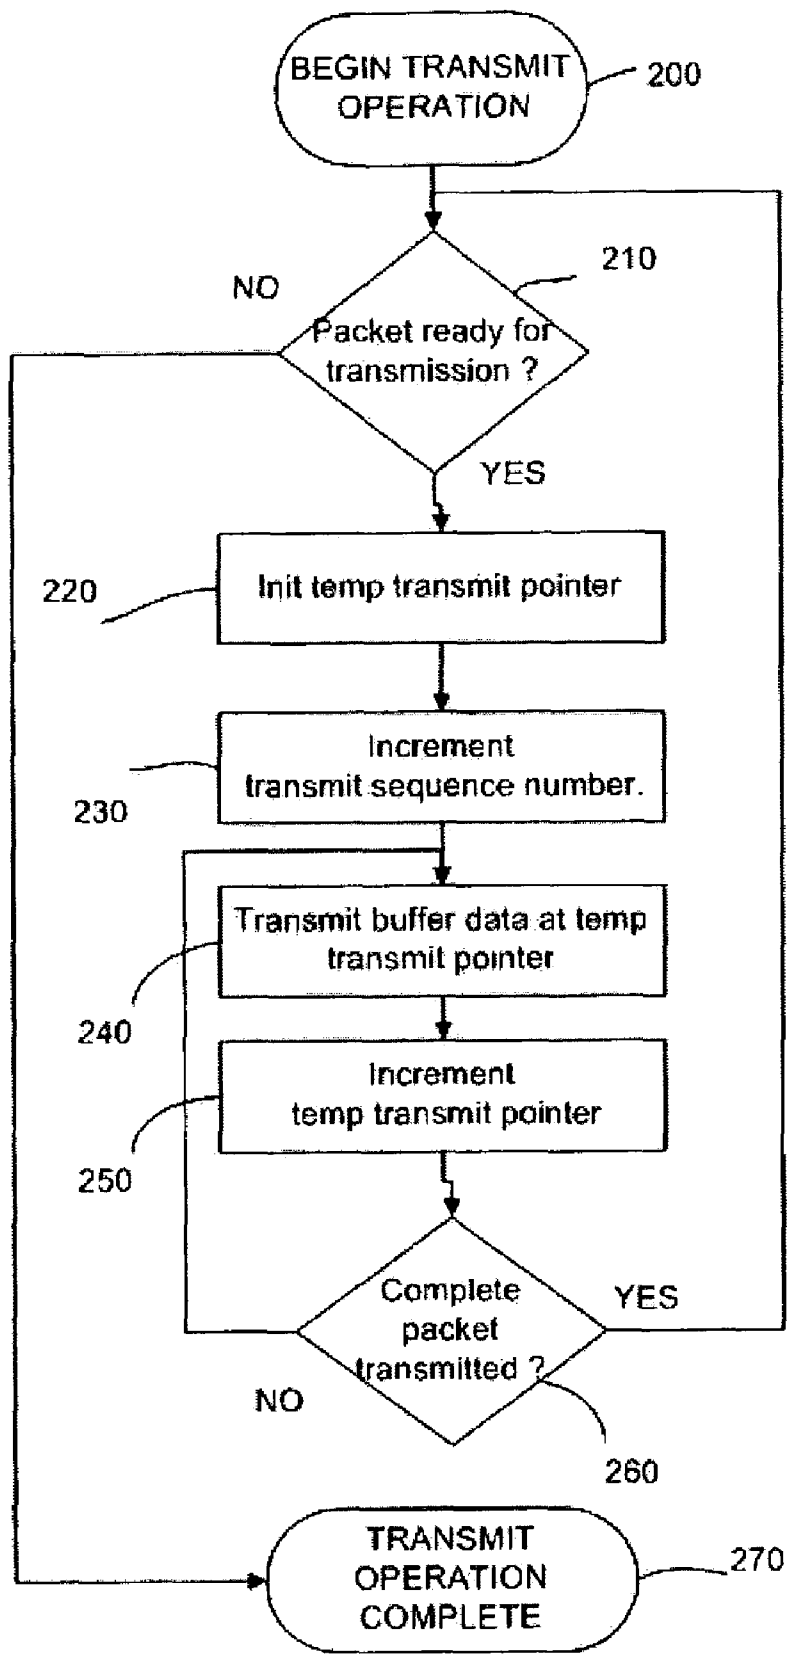 BEGIN TRANSMIT
OPERATION
200
210
NO
Packet ready for
transmission ?
YES
220
Init temp transmit pointer
Increment
transmit sequence number.
230
Transmit buffer data at temp
transmit pointer
240
Increment
temp transmit pointer
250
Complete
packet
transmitted ?
YES
NO
260
TRANSMIT
OPERATION
COMPLETE
270